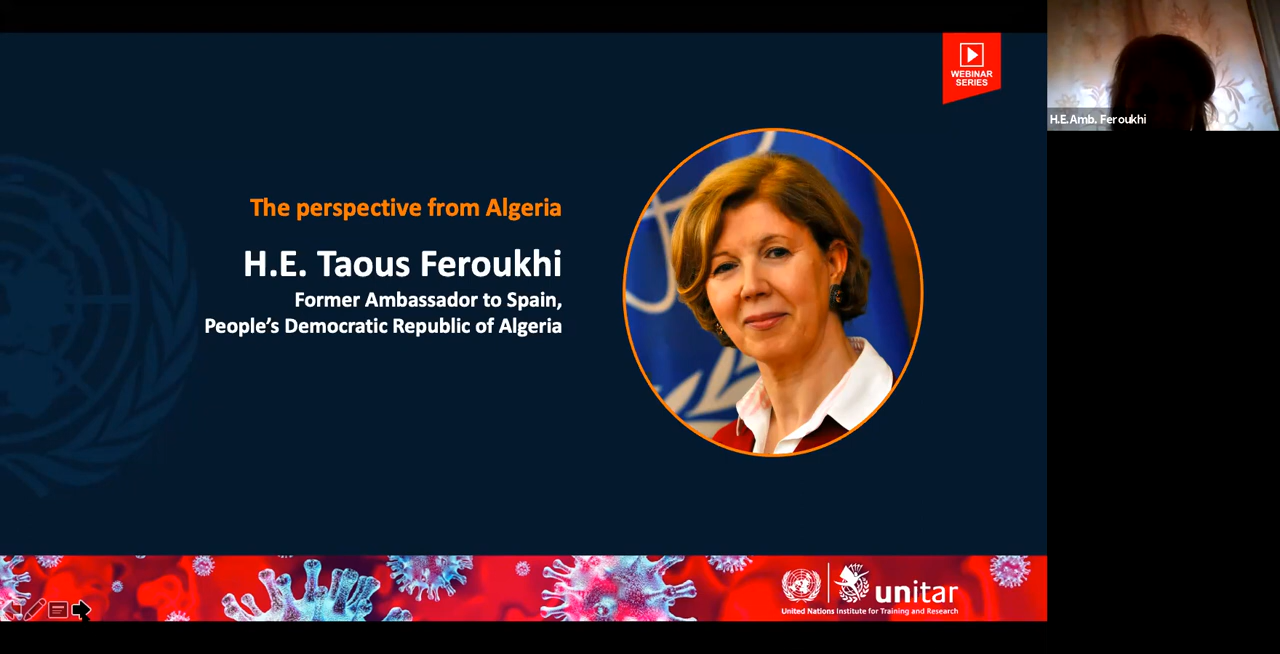 WEBINAR
SERIES
H.E.Amb. Feroukhi
The perspective from Algeria
H.E. Taous Feroukhi
Former Ambassador to Spain,
People's Democratic Republic of Algeria
unitar
United Nations Institute for Training and Research